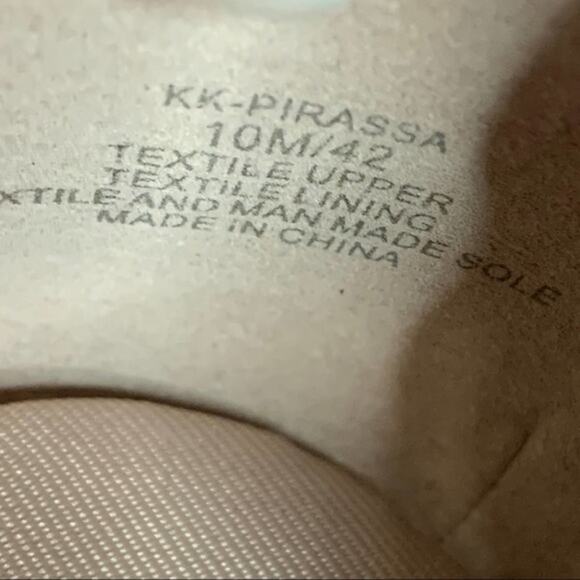 KK-PIRASSA
10M/42
TEXTILE UPPER
TEXTILE LINING
XTILE AND MAN MADE SOLE
MADE IN CHINA